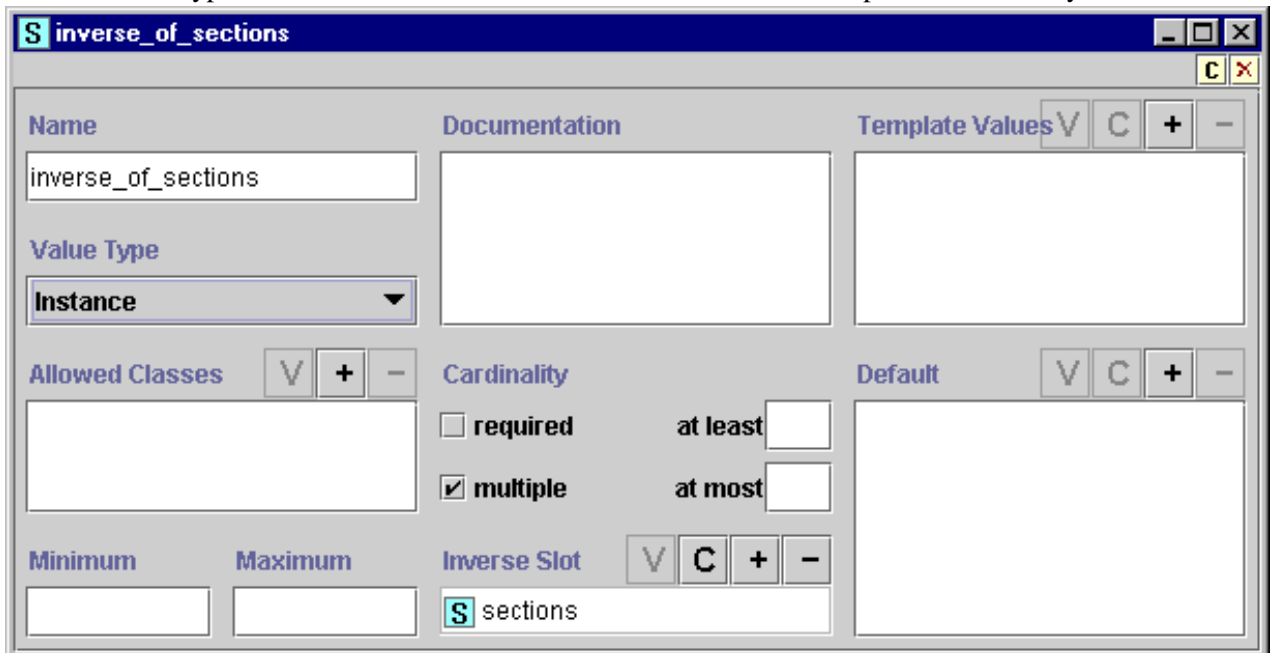 S inverse_of_sections
C
Name
Documentation
Template Values V C + −
inverse_of_sections
Value Type
Instance
Allowed Classes V + −
Cardinality
Default V C + −
required at least
multiple at most
Minimum Maximum
Inverse Slot V C + −
S sections